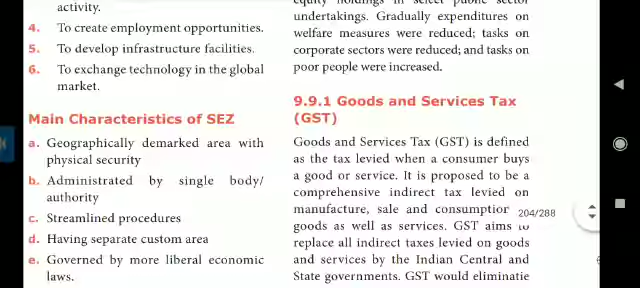 activity.
4. To create employment opportunities.
5. To develop infrastructure facilities.
6. To exchange technology in the global
market.
Main Characteristics of SEZ
a. Geographically demarked area with
physical security
b. Administrated by single body/
authority
c. Streamlined procedures
d. Having separate custom area
e. Governed by more liberal economic
laws.
equity holdings in select public sector
undertakings. Gradually expenditures on
welfare measures were reduced; tasks on
corporate sectors were reduced; and tasks on
poor people were increased.
9.9.1 Goods and Services Tax
(GST)
Goods and Services Tax (GST) is defined
as the tax levied when a consumer buys
a good or service. It is proposed to be a
comprehensive indirect tax levied on
manufacture, sale and consumption
goods as well as services. GST aims to
replace all indirect taxes levied on goods
and services by the Indian Central and
State governments. GST would eliminatie
204/288